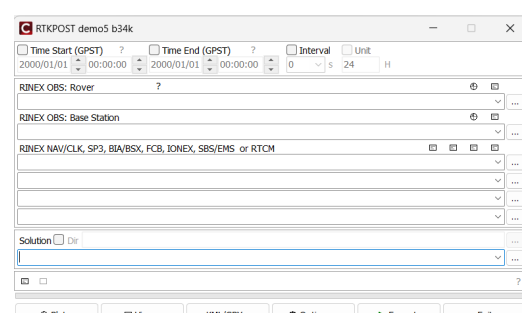 RTKPOST demo5 b34k
Time Start (GPST) ? Time End (GPST) ? Interval Unit
2000/01/01 00:00:00 2000/01/01 00:00:00 0 s 24 H
RINEX OBS: Rover ?
...
RINEX OBS: Base Station
...
RINEX NAV/CLK, SP3, BIA/BSX, FCB, IONEX, SBS/EMS or RTCM
...
...
...
...
Solution Dir ...
...
?